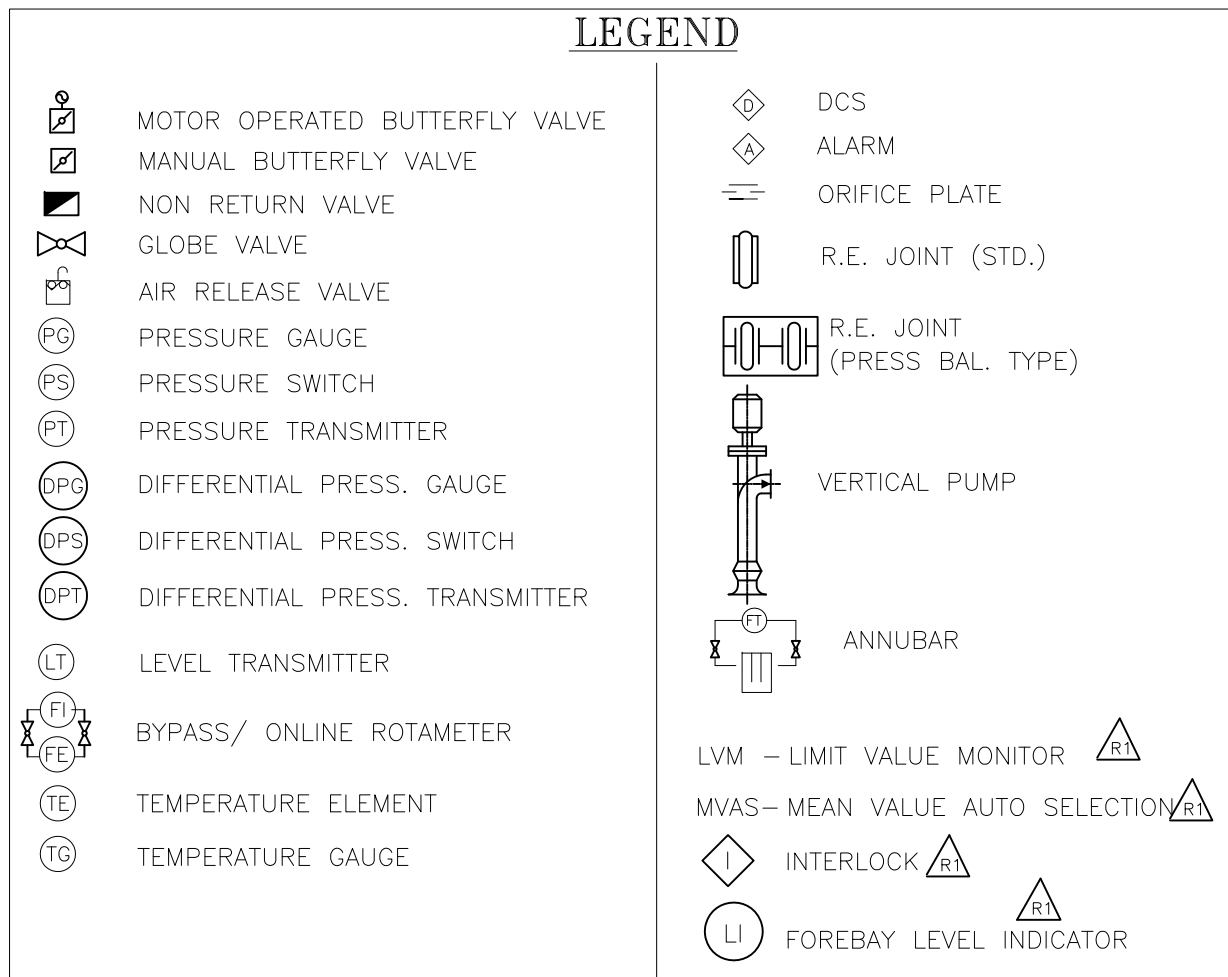 LEGEND
MOTOR OPERATED BUTTERFLY VALVE
MANUAL BUTTERFLY VALVE
NON RETURN VALVE
GLOBE VALVE
AIR RELEASE VALVE
PG PRESSURE GAUGE
PS PRESSURE SWITCH
PT PRESSURE TRANSMITTER
DPG DIFFERENTIAL PRESS. GAUGE
DPS DIFFERENTIAL PRESS. SWITCH
DPT DIFFERENTIAL PRESS. TRANSMITTER
LT LEVEL TRANSMITTER
FI
BYPASS/ ONLINE ROTAMETER
FE
TE TEMPERATURE ELEMENT
TG TEMPERATURE GAUGE
D DCS
A ALARM
ORIFICE PLATE
R.E. JOINT (STD.)
R.E. JOINT
(PRESS BAL. TYPE)
VERTICAL PUMP
FT
ANNUBAR
LVM – LIMIT VALUE MONITOR R1
MVAS– MEAN VALUE AUTO SELECTION R1
I INTERLOCK R1
R1
LI FOREBAY LEVEL INDICATOR